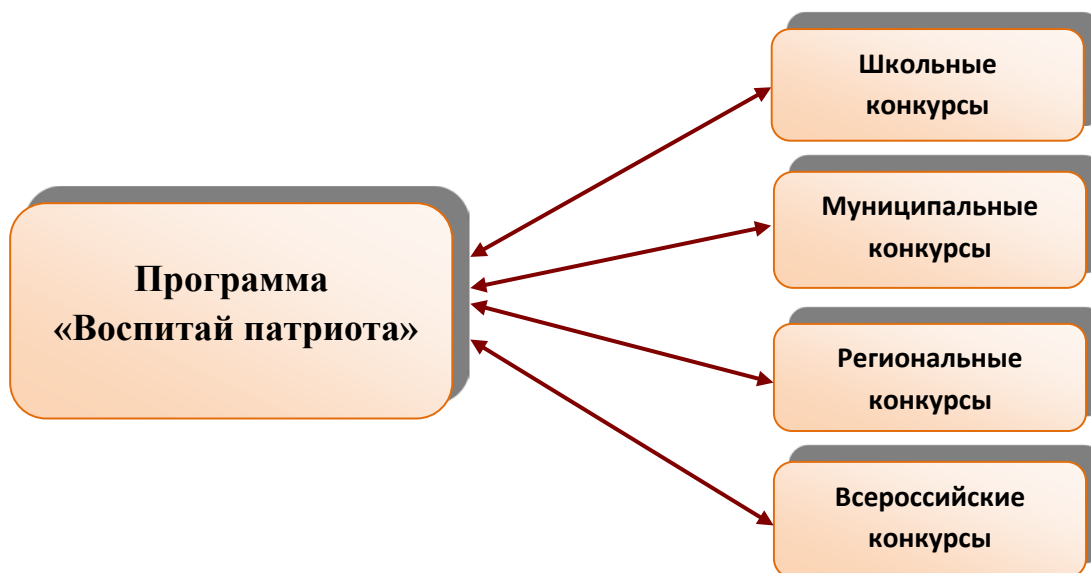 Программа
«Воспитай патриота»
Школьные
конкурсы
Муниципальные
конкурсы
Региональные
конкурсы
Всероссийские
конкурсы